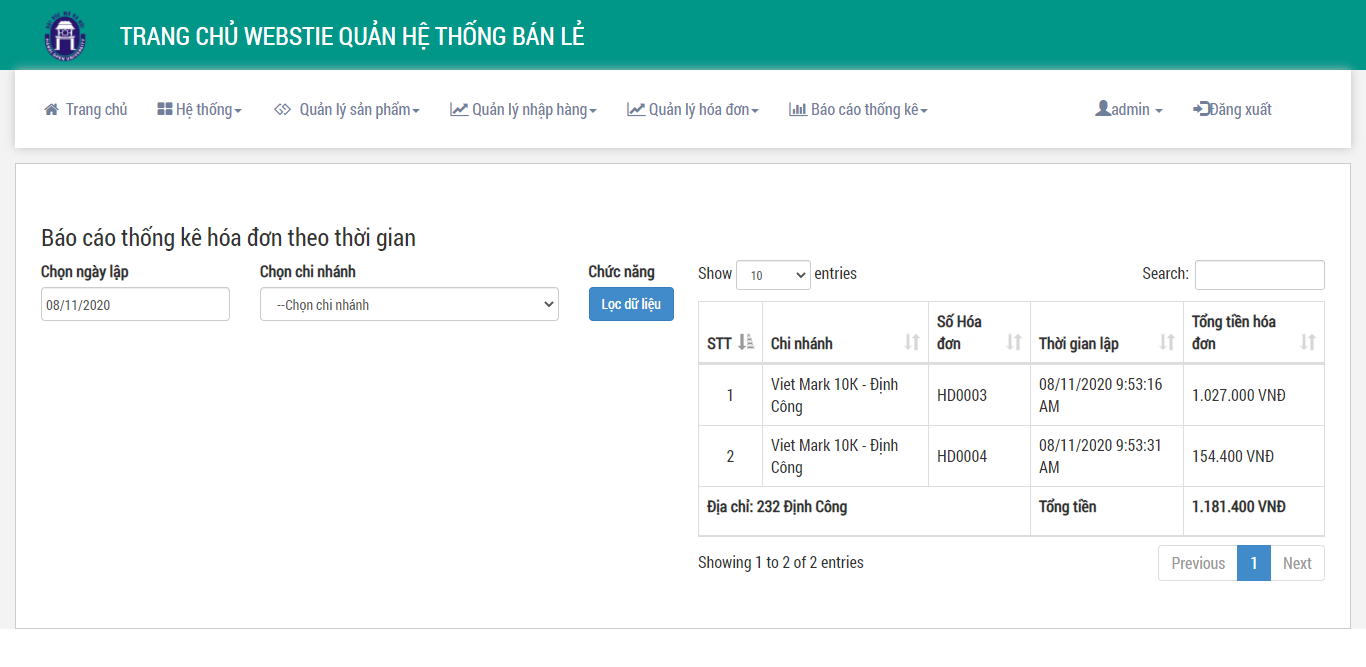 TRANG CHỦ WEBSTIE QUẢN HỆ THỐNG BÁN LẺ
Trang chủ
Hệ thống
Quản lý sản phẩm
Quản lý nhập hàng
Quản lý hóa đơn
Báo cáo thống kê
admin
Đăng xuất
Báo cáo thống kê hóa đơn theo thời gian
Chọn ngày lập
08/11/2020
Chọn chi nhánh
--Chọn chi nhánh
Chức năng
Lọc dữ liệu
Show 10 entries
Search:
STT
Chi nhánh
Số Hóa
đơn
Thời gian lập
Tổng tiền hóa
đơn
1
Viet Mark 10K - Định
Công
HD0003
08/11/2020 9:53:16
AM
1.027.000 VNĐ
2
Viet Mark 10K - Định
Công
HD0004
08/11/2020 9:53:31
AM
154.400 VNĐ
Địa chỉ: 232 Định Công
Tổng tiền
1.181.400 VNĐ
Showing 1 to 2 of 2 entries
Previous
1
Next